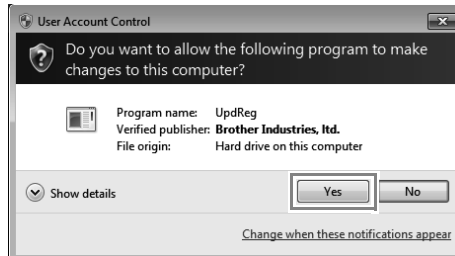 User Account Control
Do you want to allow the following program to make
changes to this computer?
Program name: UpdReg
Verified publisher: Brother Industries, ltd.
File origin: Hard drive on this computer
Show details
Yes No
Change when these notifications appear